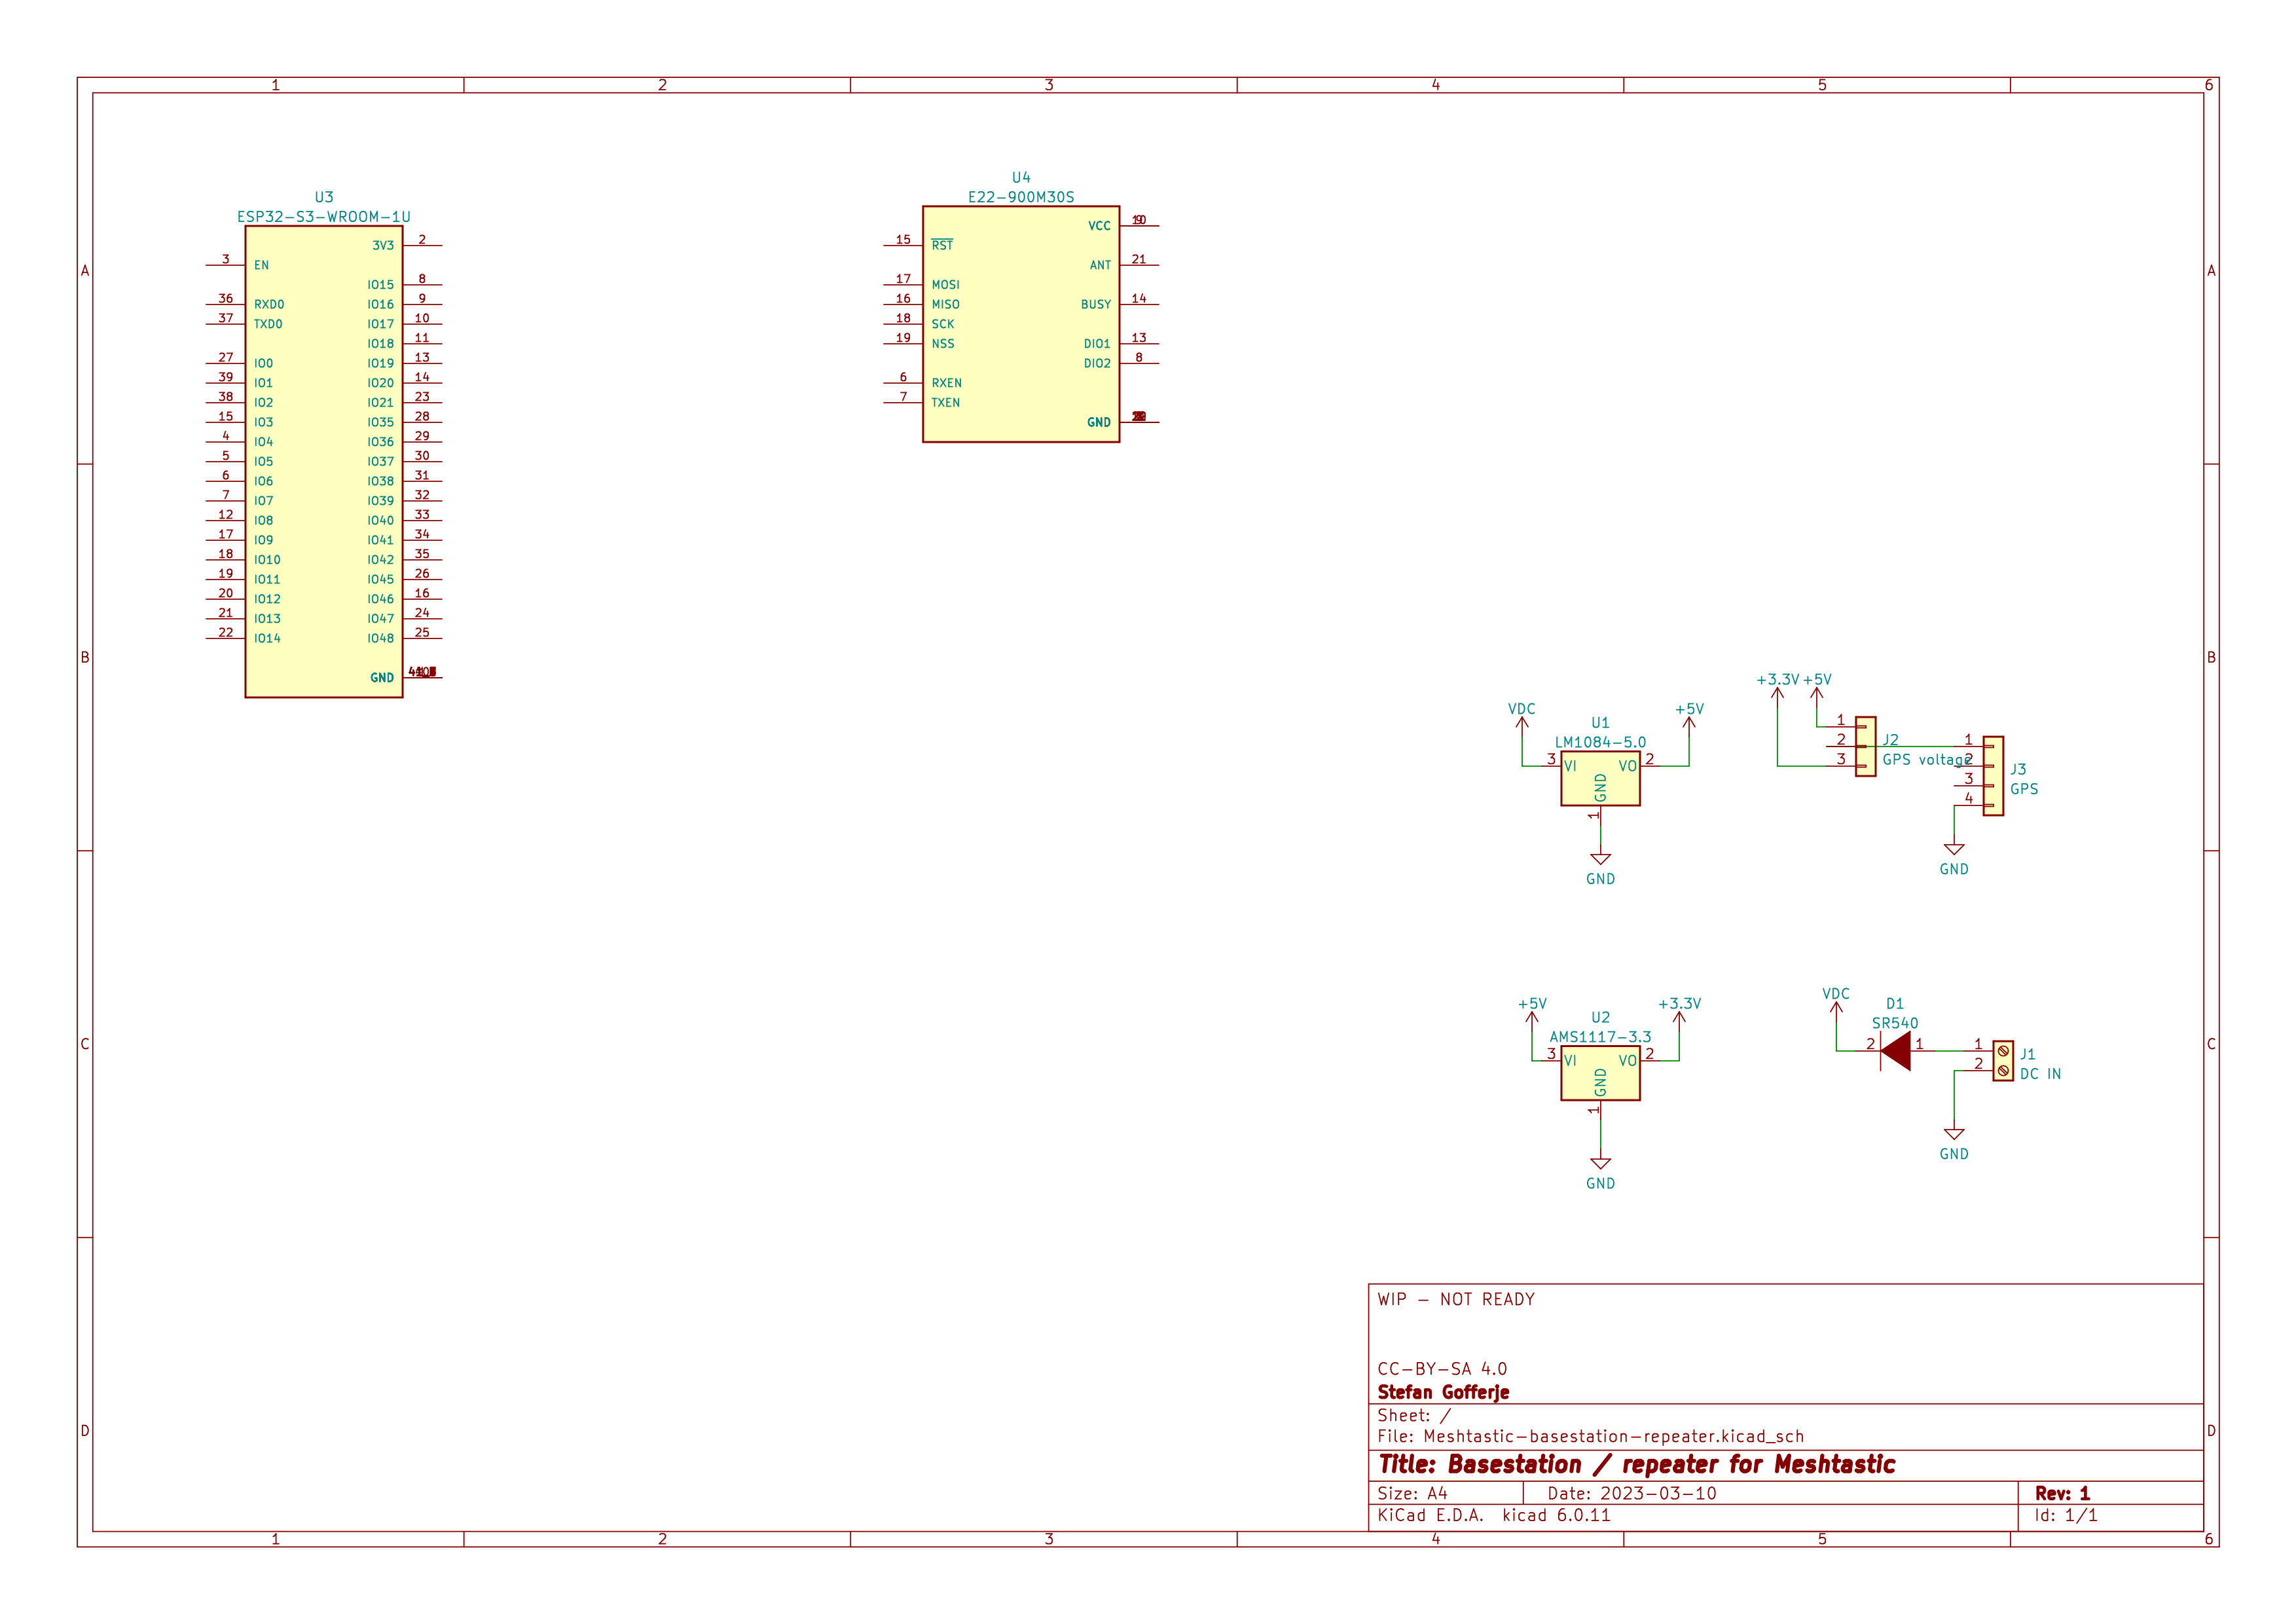 1 2 3 4 5 6
A A
B B
C C
D D
U3
ESP32-S3-WROOM-1U
3V3 2
3 EN
IO15 8
36 RXD0 IO16 9
37 TXD0 IO17 10
IO18 11
27 IO0 IO19 13
39 IO1 IO20 14
38 IO2 IO21 23
15 IO3 IO35 28
4 IO4 IO36 29
5 IO5 IO37 30
6 IO6 IO38 31
7 IO7 IO39 32
12 IO8 IO40 33
17 IO9 IO41 34
18 IO10 IO42 35
19 IO11 IO45 26
20 IO12 IO46 16
21 IO13 IO47 24
22 IO14 IO48 25
GND
U4
E22-900M30S
VCC
15 RST
ANT 21
17 MOSI
16 MISO BUSY 14
18 SCK
19 NSS DIO1 13
DIO2 8
6 RXEN
7 TXEN
GND
VDC +5V
U1
LM1084-5.0
3 VI VO 2
GND
1
GND
+3.3V +5V
1
2
3
J2
GPS voltage
1
2
3
4
J3
GPS
GND
+5V +3.3V
U2
AMS1117-3.3
3 VI VO 2
GND
1
GND
VDC
D1
SR540
2 1
1
2
J1
DC IN
GND
WIP - NOT READY
CC-BY-SA 4.0
Stefan Gofferje
Sheet: /
File: Meshtastic-basestation-repeater.kicad_sch
Title: Basestation / repeater for Meshtastic
Size: A4 Date: 2023-03-10 Rev: 1
KiCad E.D.A. kicad 6.0.11 Id: 1/1
1 2 3 4 5 6